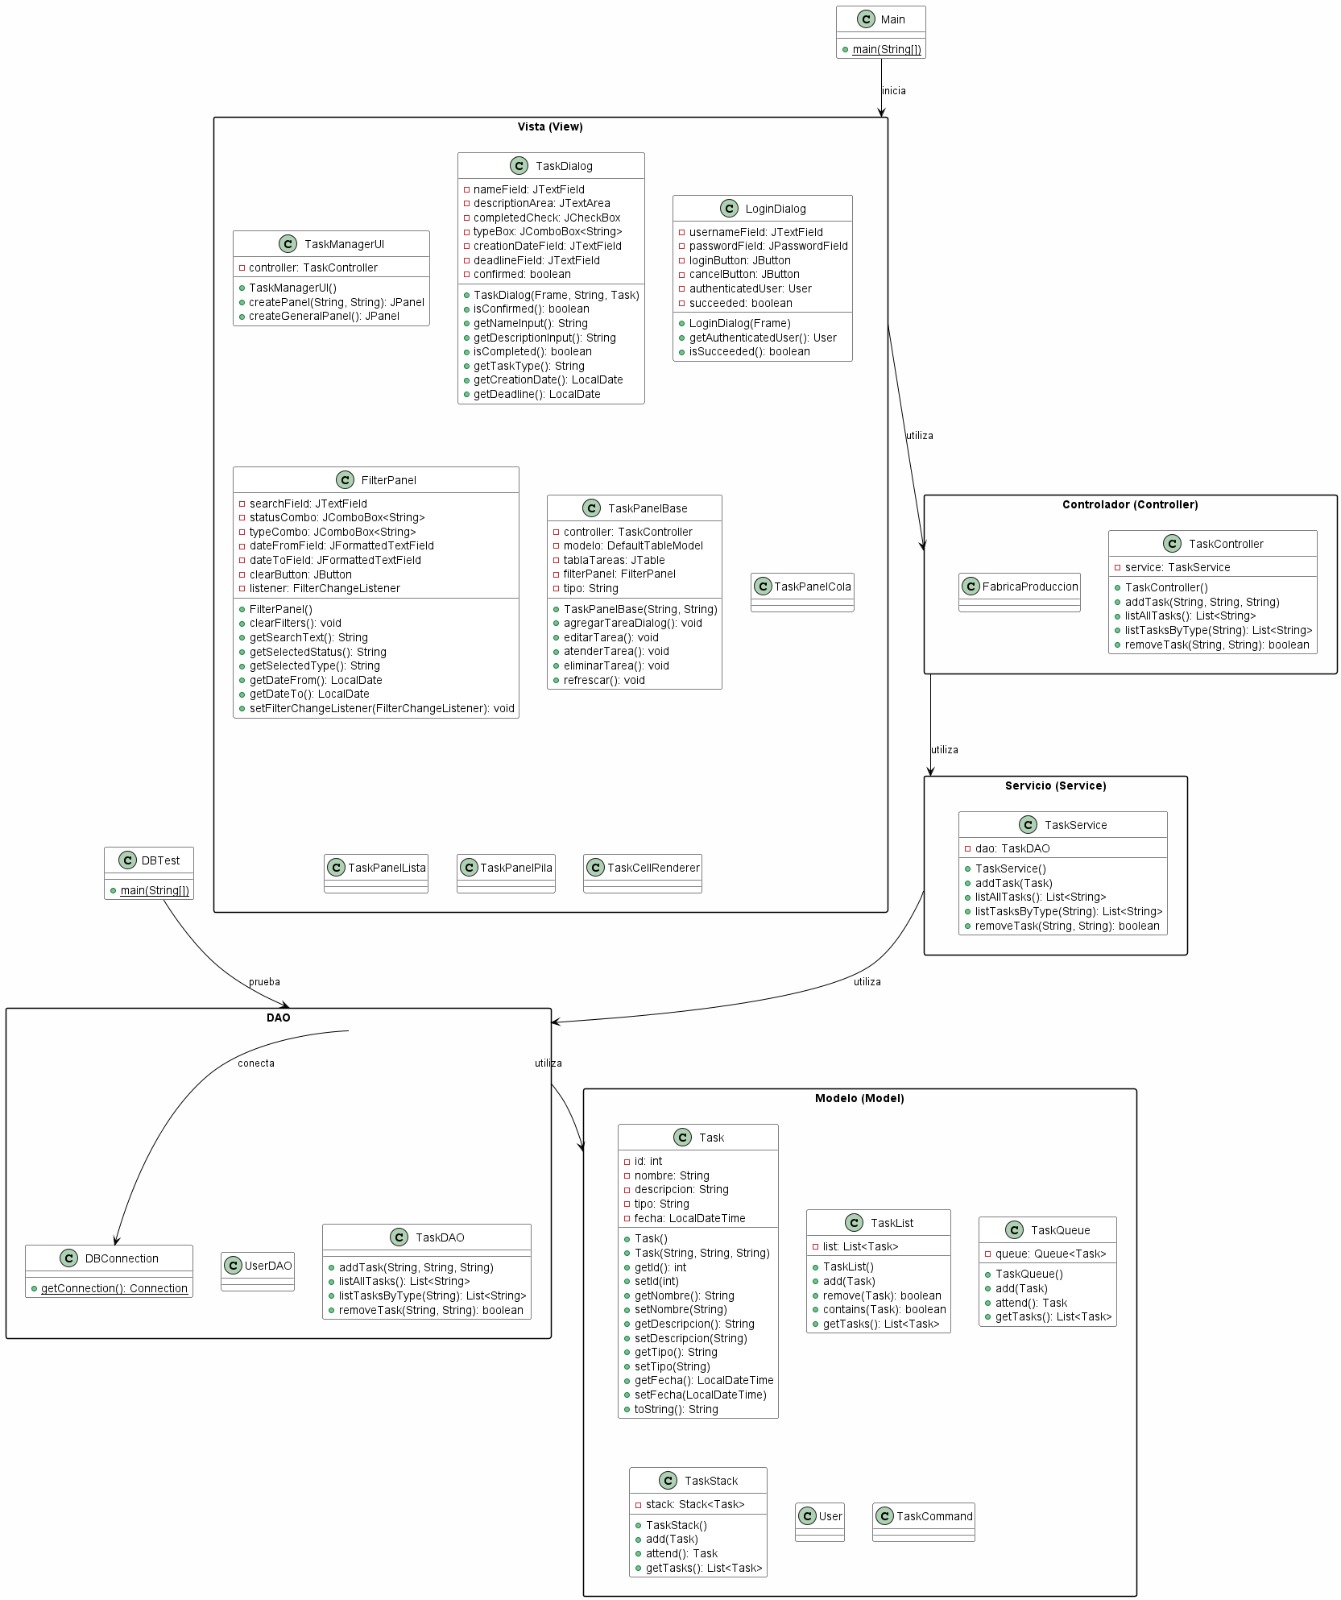 C Main
main(String[])
inicia
Vista (View)
C TaskManagerUI
controller: TaskController
TaskManagerUI()
createPanel(String, String): JPanel
createGeneralPanel(): JPanel
C TaskDialog
nameField: JTextField
descriptionArea: JTextArea
completedCheck: JCheckBox
typeBox: JComboBox<String>
creationDateField: JTextField
deadlineField: JTextField
confirmed: boolean
TaskDialog(Frame, String, Task)
isConfirmed(): boolean
getNameInput(): String
getDescriptionInput(): String
isCompleted(): boolean
getTaskType(): String
getCreationDate(): LocalDate
getDeadline(): LocalDate
C LoginDialog
usernameField: JTextField
passwordField: JPasswordField
loginButton: JButton
cancelButton: JButton
authenticatedUser: User
succeeded: boolean
LoginDialog(Frame)
getAuthenticatedUser(): User
isSucceeded(): boolean
utiliza
C FilterPanel
searchField: JTextField
statusCombo: JComboBox<String>
typeCombo: JComboBox<String>
dateFromField: JFormattedTextField
dateToField: JFormattedTextField
clearButton: JButton
listener: FilterChangeListener
FilterPanel()
clearFilters(): void
getSearchText(): String
getSelectedStatus(): String
getSelectedType(): String
getDateFrom(): LocalDate
getDateTo(): LocalDate
setFilterChangeListener(FilterChangeListener): void
C TaskPanelBase
controller: TaskController
modelo: DefaultTableModel
tablaTareas: JTable
filterPanel: FilterPanel
tipo: String
TaskPanelBase(String, String)
agregarTareaDialog(): void
editarTarea(): void
atenderTarea(): void
eliminarTarea(): void
refrescar(): void
C TaskPanelCola
Controlador (Controller)
C FabricaProduccion
C TaskController
service: TaskService
TaskController()
addTask(String, String, String)
listAllTasks(): List<String>
listTasksByType(String): List<String>
removeTask(String, String): boolean
utiliza
C TaskPanelLista
C TaskPanelPila
C TaskCellRenderer
Servicio (Service)
C TaskService
dao: TaskDAO
TaskService()
addTask(Task)
listAllTasks(): List<String>
listTasksByType(String): List<String>
removeTask(String, String): boolean
C DBTest
main(String[])
prueba
utiliza
DAO
conecta
utiliza
C DBConnection
getConnection(): Connection
C UserDAO
C TaskDAO
addTask(String, String, String)
listAllTasks(): List<String>
listTasksByType(String): List<String>
removeTask(String, String): boolean
Modelo (Model)
C Task
id: int
nombre: String
descripcion: String
tipo: String
fecha: LocalDateTime
Task()
Task(String, String, String)
getId(): int
setId(int)
getNombre(): String
setNombre(String)
getDescripcion(): String
setDescripcion(String)
getTipo(): String
setTipo(String)
getFecha(): LocalDateTime
setFecha(LocalDateTime)
toString(): String
C TaskList
list: List<Task>
TaskList()
add(Task)
remove(Task): boolean
contains(Task): boolean
getTasks(): List<Task>
C TaskQueue
queue: Queue<Task>
TaskQueue()
add(Task)
attend(): Task
getTasks(): List<Task>
C TaskStack
stack: Stack<Task>
TaskStack()
add(Task)
attend(): Task
getTasks(): List<Task>
C User
C TaskCommand